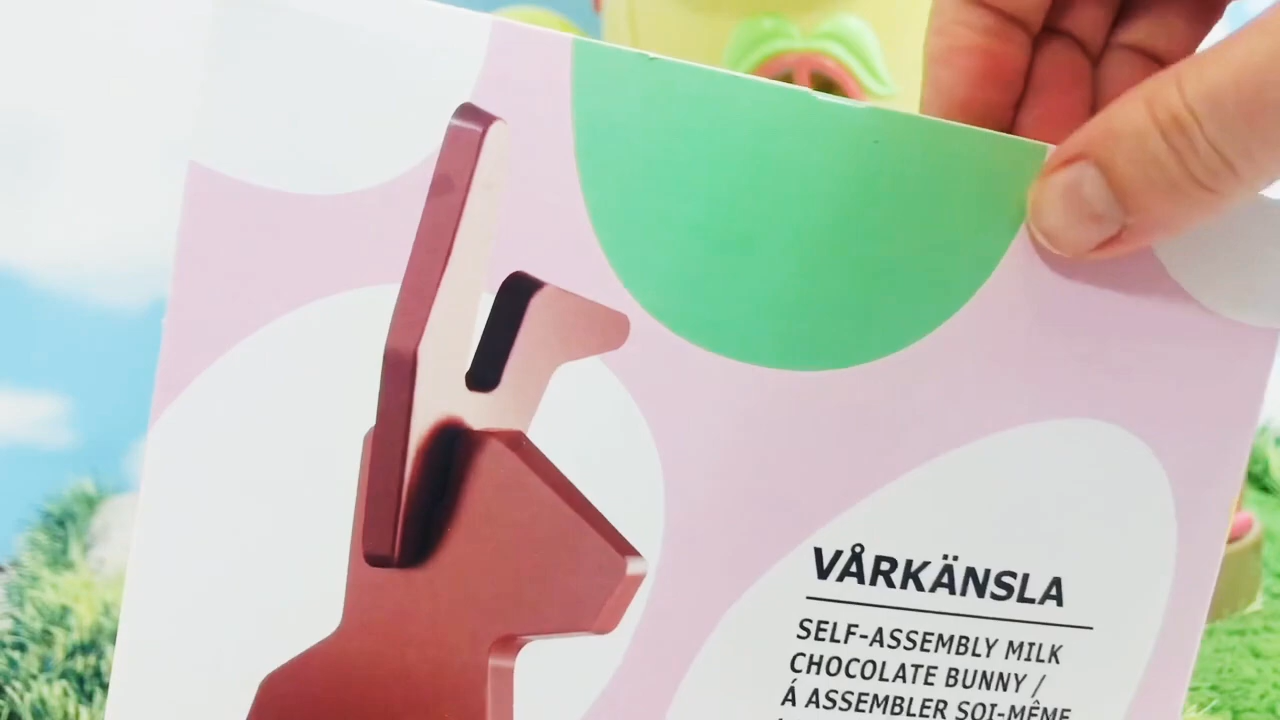 VÅRKÄNSLA
SELF-ASSEMBLY MILK
CHOCOLATE BUNNY /
Á ASSEMBLER SOI-MÊME